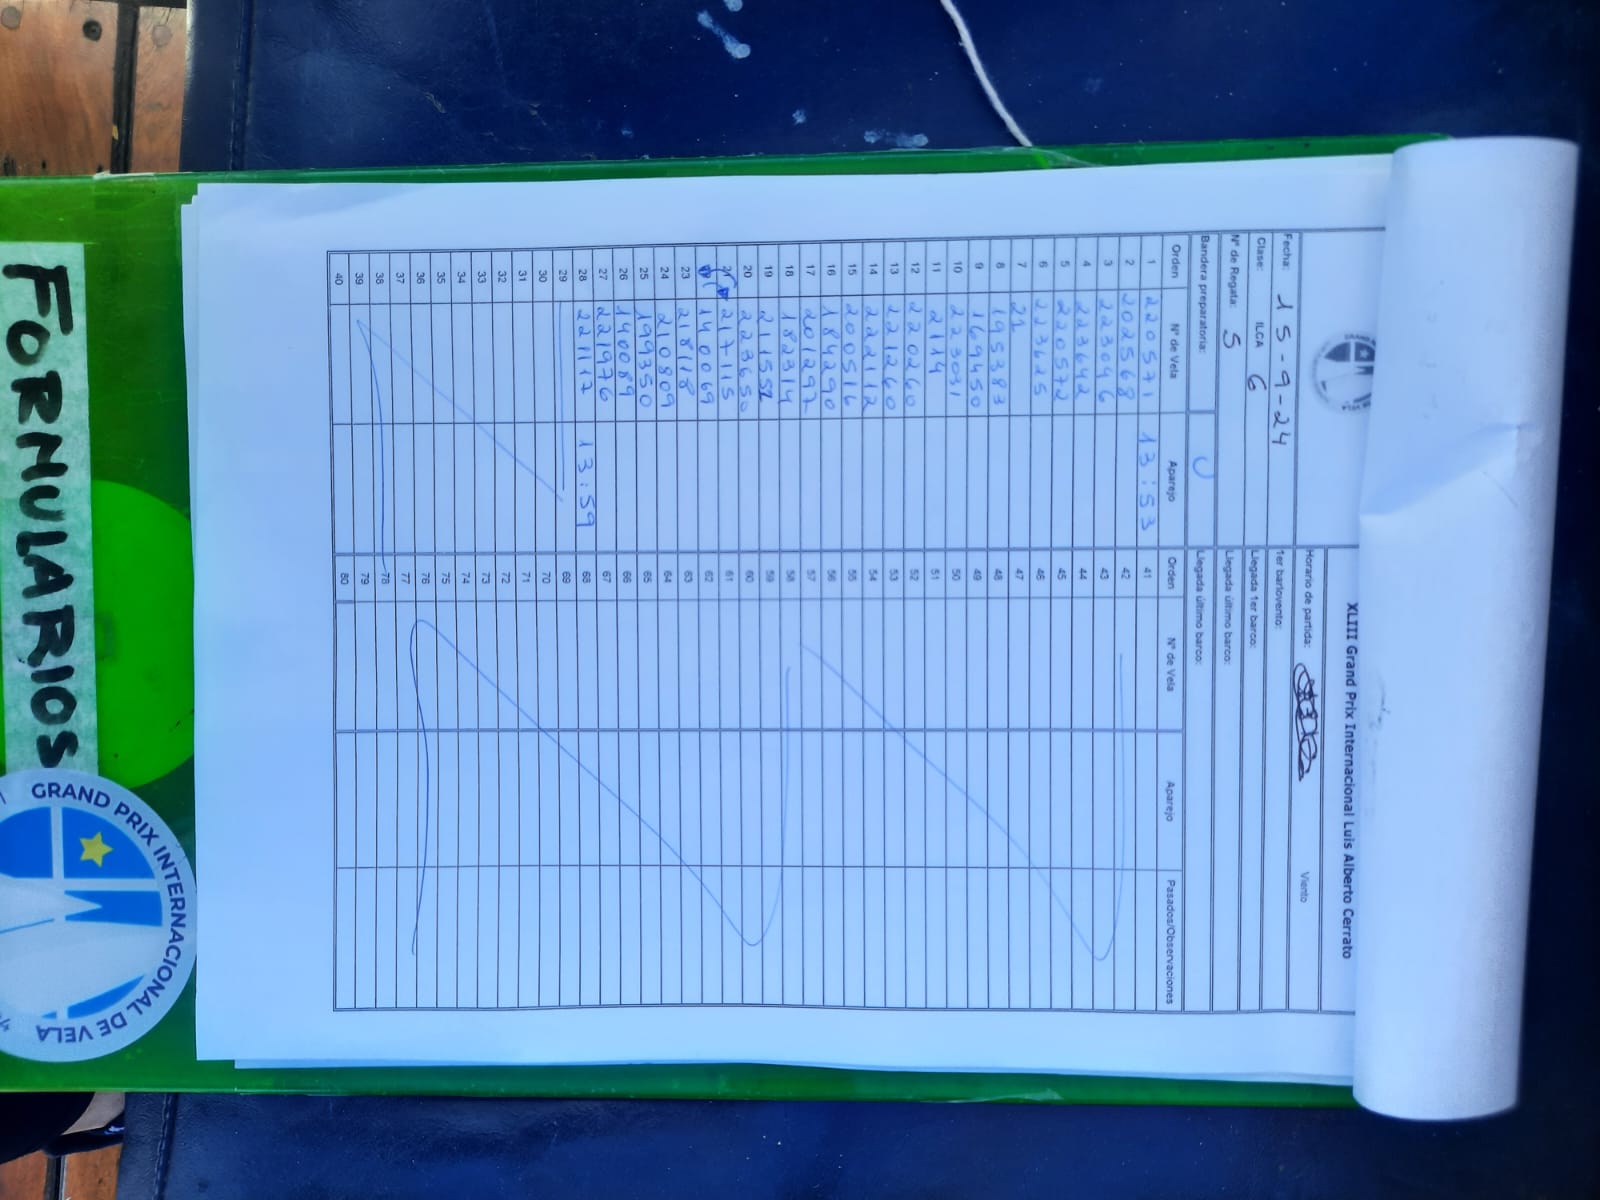 XLIII Grand Prix Internacional Luis Alberto Cerrato
Horario de partida: Viento
Fecha: 15-9-24
1er barlovento:
Clase: ILCA 6
Llegada 1er barco:
Nº de Regata: 5
Llegada último barco:
Bandera preparatoria: U
Llegada último barco:
Orden Nº de Vela Aparejo Orden Nº de Vela Aparejo Pasados/Observaciones
1 220571 13:53 41
2 202568 42
3 223046 43
4 223642 44
5 220572 45
6 223625 46
7 21 47
8 195383 48
9 169450 49
10 223031 50
11 2114 51
12 220260 52
13 221260 53
14 222112 54
15 200516 55
16 184290 56
17 201297 57
18 182314 58
19 211552 59
20 223650 60
21 217115 61
140069 62
23 218118 63
24 210809 64
25 199350 65
26 140089 66
27 221976 67
28 221117 13:59 68
29 69
30 70
31 71
32 72
33 73
34 74
35 75
36 76
37 77
38 78
39 79
40 80
FORMULARIOS
GRAND PRIX INTERNACIONAL DE VELA